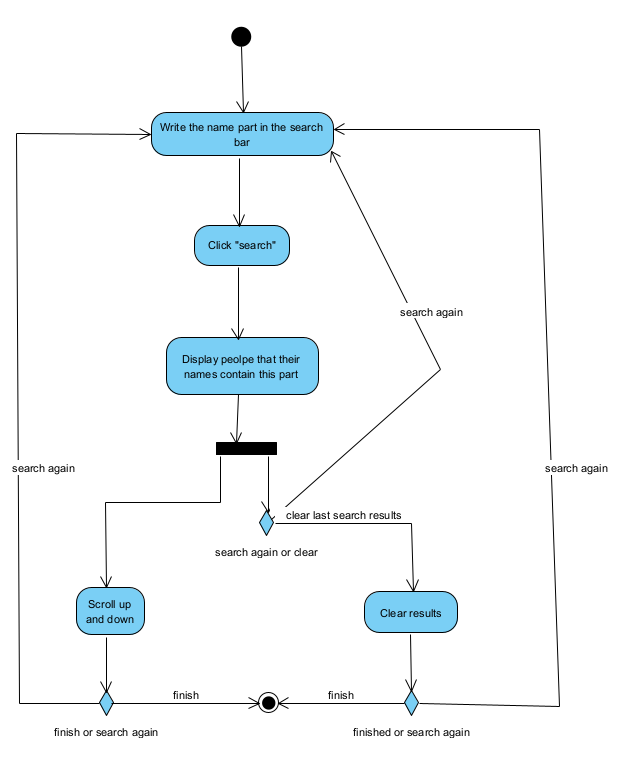 Write the name part in the search
bar
Click "search"
search again
Display peolpe that their
names contain this part
search again
search again
clear last search results
search again or clear
Scroll up
and down
Clear results
finish
finish
finish or search again
finished or search again